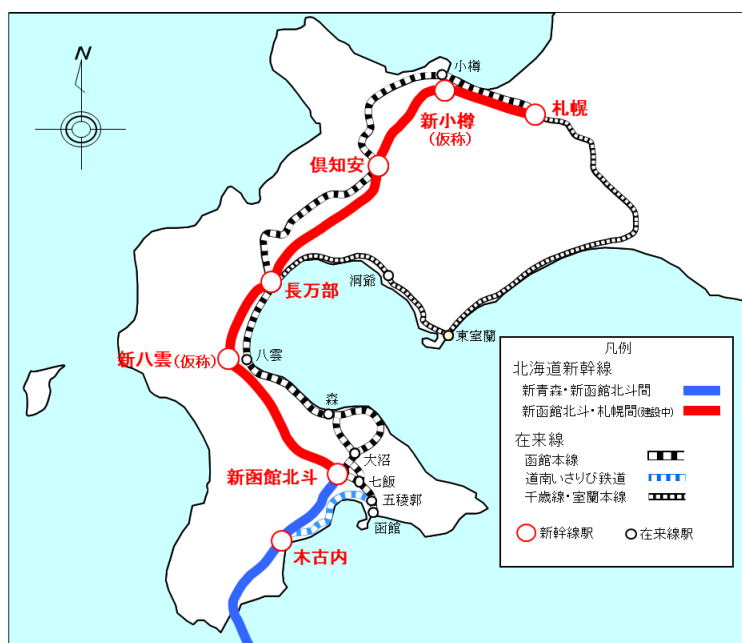 N
小樽
札幌
新小樽
(仮称)
倶知安
洞爺
長万部
東室蘭
新八雲(仮称)
八雲
森
大沼
新函館北斗
七飯
五稜郭
函館
木古内
凡例
北海道新幹線
新青森・新函館北斗間
新函館北斗・札幌間(建設中)
在来線
函館本線
道南いさりび鉄道
千歳線・室蘭本線
新幹線駅
在来線駅